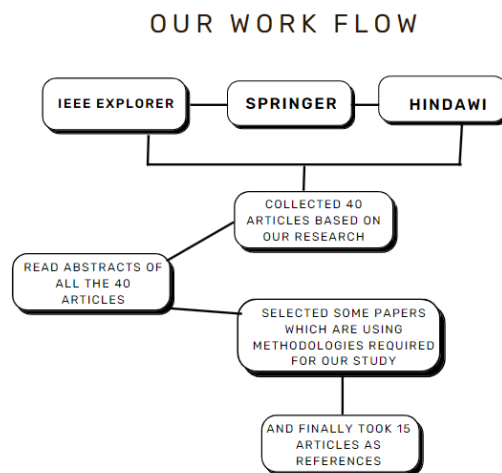 OUR WORK FLOW
IEEE EXPLORER
SPRINGER
HINDAWI
COLLECTED 40
ARTICLES BASED ON
OUR RESEARCH
READ ABSTRACTS OF
ALL THE 40
ARTICLES
SELECTED SOME PAPERS
WHICH ARE USING
METHODOLOGIES REQUIRED
FOR OUR STUDY
AND FINALLY TOOK 15
ARTICLES AS
REFERENCES